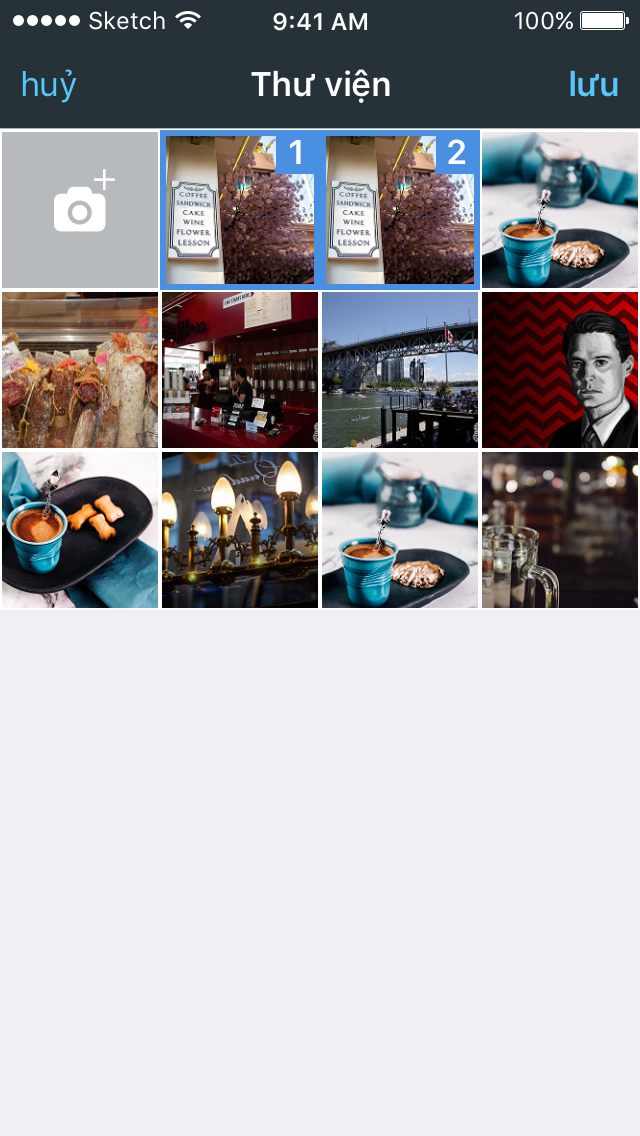 Sketch 9:41 AM 100%
huỷ Thư viện lưu
1 2
COFFEE
SANDWICH
CAKE
WINE
FLOWER
LESSON
COFFEE
SANDWICH
CAKE
WINE
FLOWER
LESSON